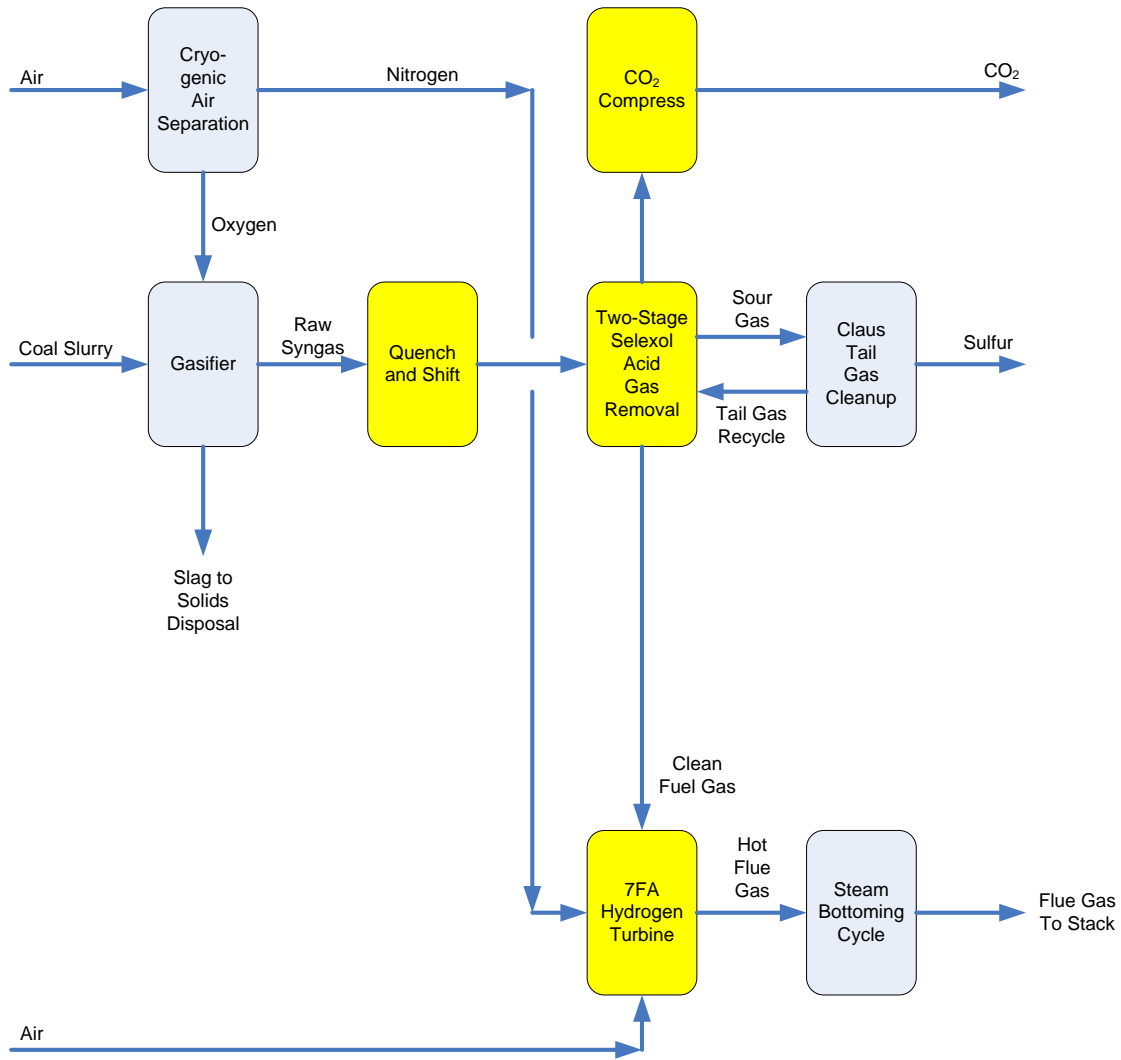 Air
Cryo-
genic
Air
Separation
Nitrogen
CO₂
Compress
CO₂
Oxygen
Coal Slurry
Gasifier
Raw
Syngas
Quench
and Shift
Two-Stage
Selexol
Acid
Gas
Removal
Sour
Gas
Tail Gas
Recycle
Claus
Tail
Gas
Cleanup
Sulfur
Slag to
Solids
Disposal
Clean
Fuel Gas
7FA
Hydrogen
Turbine
Hot
Flue
Gas
Steam
Bottoming
Cycle
Flue Gas
To Stack
Air